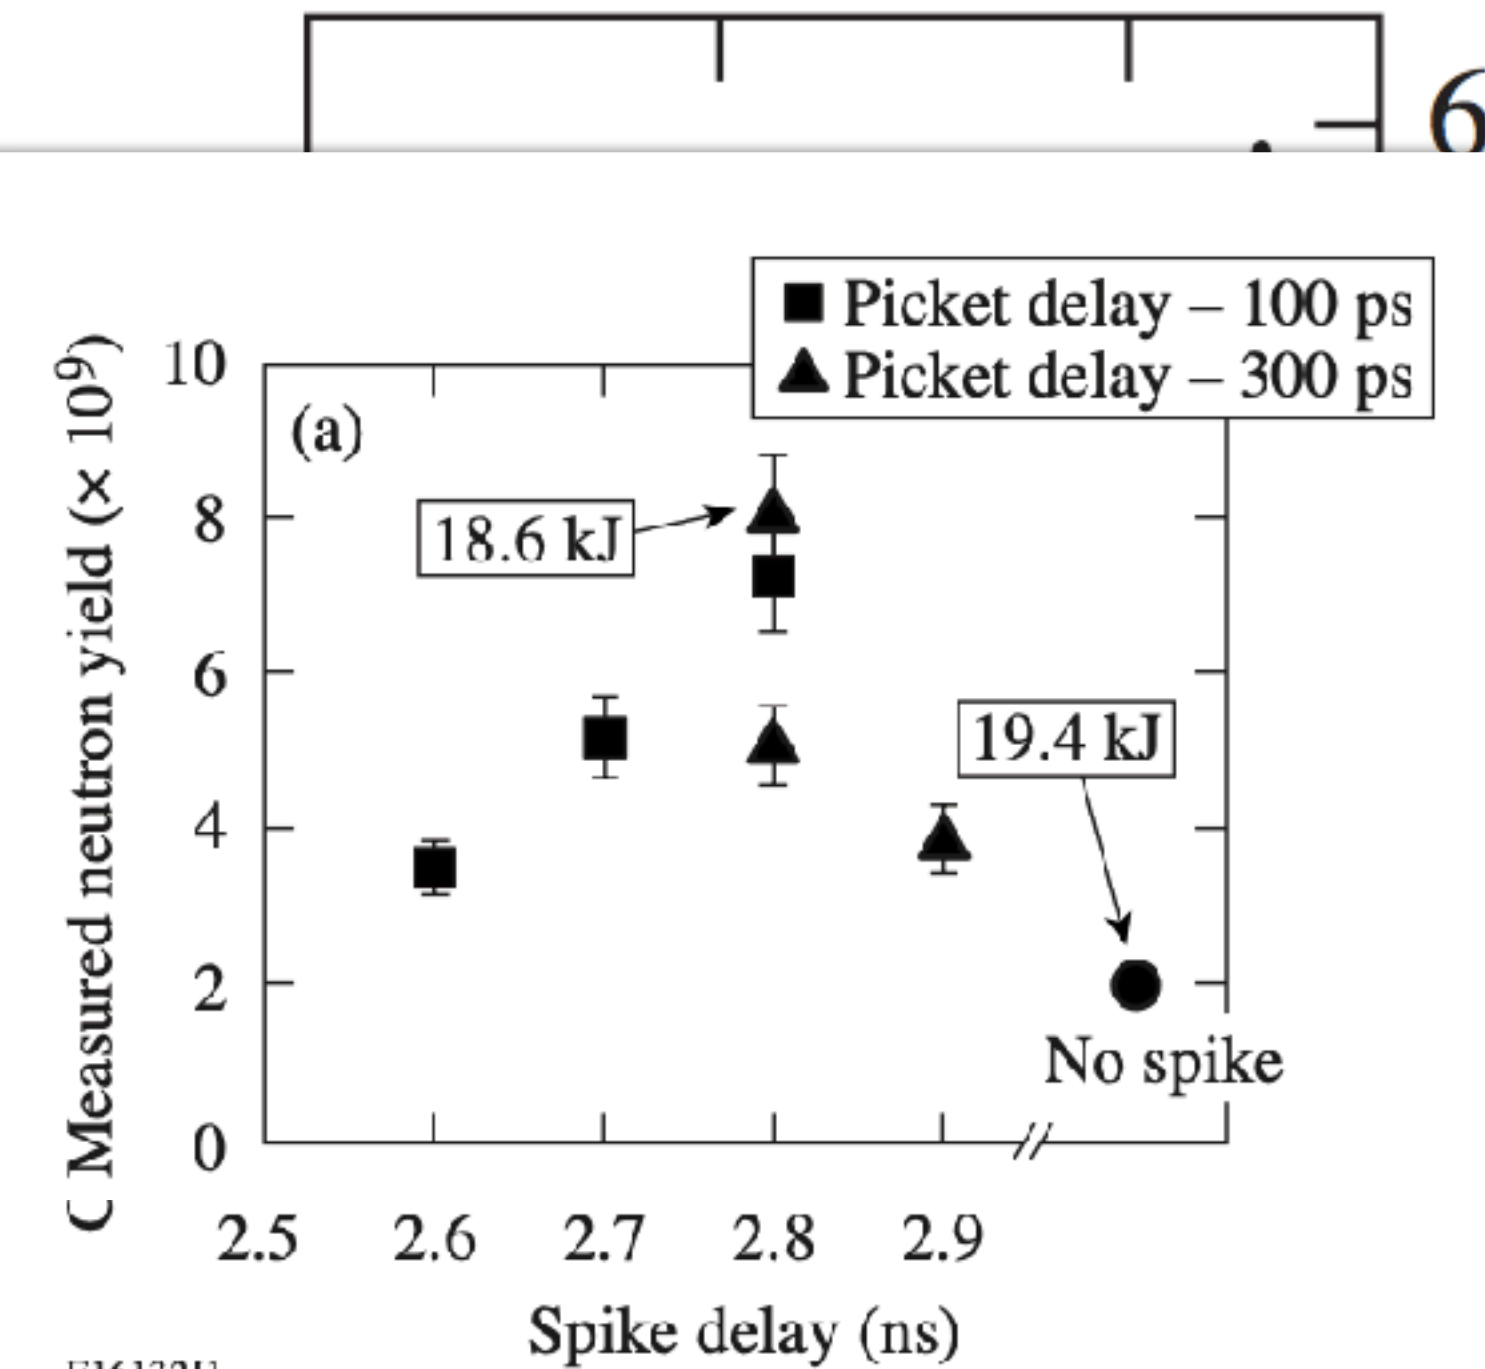 6
Picket delay – 100 ps
Picket delay – 300 ps
(a)
18.6 kJ
19.4 kJ
No spike
10
8
6
4
2
0
2.5 2.6 2.7 2.8 2.9
Spike delay (ns)
Measured neutron yield (× 10⁹)